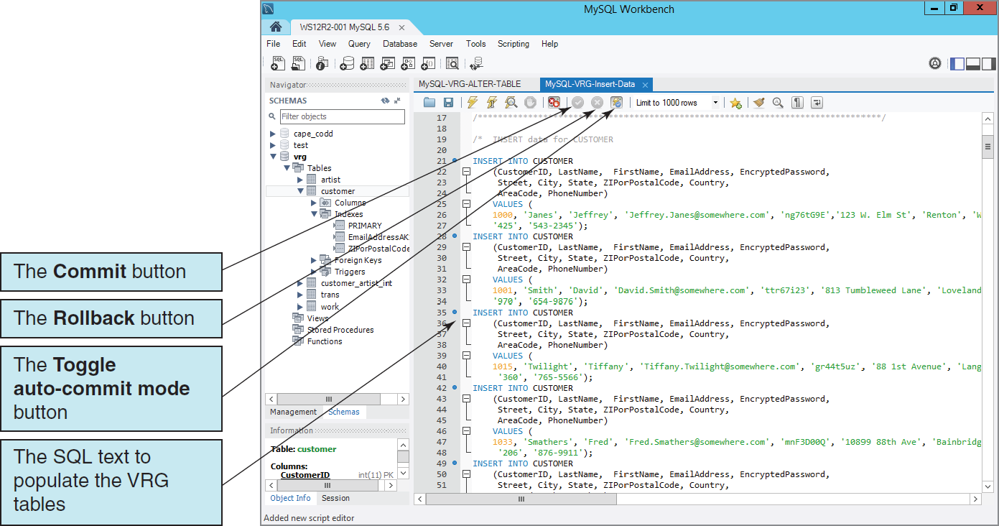 MySQL Workbench
WS12R2-001 MySQL 5.6
File Edit View Query Database Server Tools Scripting Help
Navigator
SCHEMAS
Filter objects
cape_codd
test
vrg
Tables
artist
customer
Columns
Indexes
PRIMARY
EmailAddressAK
ZIPorPostalCode
Foreign Keys
Triggers
customer_artist_int
trans
work
Views
Stored Procedures
Functions
Management Schemas
Information
Table: customer
Columns:
CustomerID int(11) PK
Object Info Session
Added new script editor
The Commit button
The Rollback button
The Toggle
auto-commit mode
button
The SQL text to
populate the VRG
tables
MySQL-VRG-ALTER-TABLE MySQL-VRG-Insert-Data
Limit to 1000 rows
17 /********************************************************************************/
18
19 /* INSERT data for CUSTOMER
20
21 INSERT INTO CUSTOMER
22 (CustomerID, LastName, FirstName, EmailAddress, EncryptedPassword,
23 Street, City, State, ZIPorPostalCode, Country,
24 AreaCode, PhoneNumber)
25 VALUES (
26 1000, 'Janes', 'Jeffrey', 'Jeffrey.Janes@somewhere.com', 'ng76tG9E','123 W. Elm St', 'Renton', 'W
27 '425', '543-2345');
28 INSERT INTO CUSTOMER
29 (CustomerID, LastName, FirstName, EmailAddress, EncryptedPassword,
30 Street, City, State, ZIPorPostalCode, Country,
31 AreaCode, PhoneNumber)
32 VALUES (
33 1001, 'Smith', 'David', 'David.Smith@somewhere.com', 'ttr67i23', '813 Tumbleweed Lane', 'Loveland
34 '970', '654-9876');
35 INSERT INTO CUSTOMER
36 (CustomerID, LastName, FirstName, EmailAddress, EncryptedPassword,
37 Street, City, State, ZIPorPostalCode, Country,
38 AreaCode, PhoneNumber)
39 VALUES (
40 1015, 'Twilight', 'Tiffany', 'Tiffany.Twilight@somewhere.com', 'gr44t5uz', '88 1st Avenue', 'Lang
41 '360', '765-5566');
42 INSERT INTO CUSTOMER
43 (CustomerID, LastName, FirstName, EmailAddress, EncryptedPassword,
44 Street, City, State, ZIPorPostalCode, Country,
45 AreaCode, PhoneNumber)
46 VALUES (
47 1033, 'Smathers', 'Fred', 'Fred.Smathers@somewhere.com', 'mnF3D00Q', '10899 88th Ave', 'Bainbridg
48 '206', '876-9911');
49 INSERT INTO CUSTOMER
50 (CustomerID, LastName, FirstName, EmailAddress, EncryptedPassword,
51 Street, City, State, ZIPorPostalCode, Country,